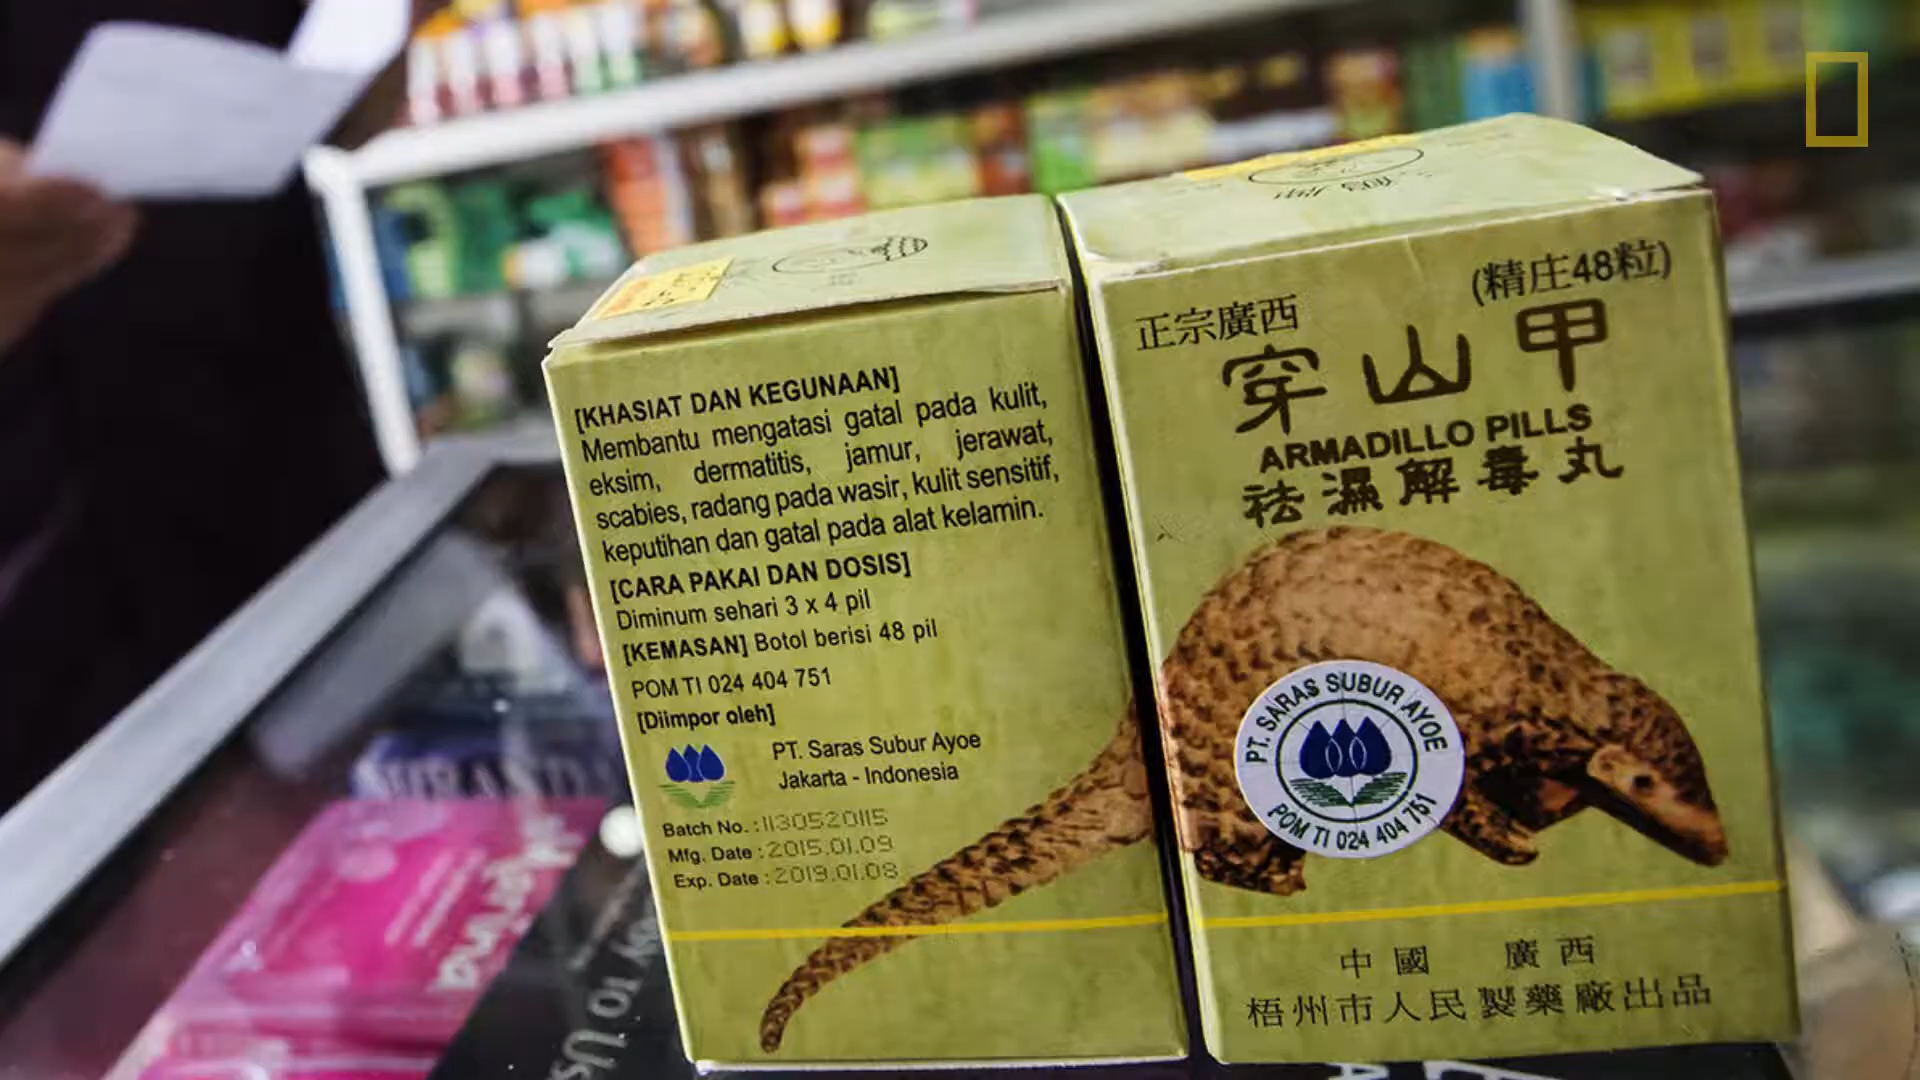 [KHASIAT DAN KEGUNAAN]
Membantu mengatasi gatal pada kulit,
eksim, dermatitis, jamur, jerawat,
scabies, radang pada wasir, kulit sensitif,
keputihan dan gatal pada alat kelamin.
[CARA PAKAI DAN DOSIS]
Diminum sehari 3 x 4 pil
[KEMASAN] Botol berisi 48 pil
POM TI 024 404 751
[Diimpor oleh]
PT. Saras Subur Ayoe
Jakarta - Indonesia
Batch No. : 1130520115
Mfg. Date : 2015.01.09
Exp. Date : 2019.01.08
(精庄48粒)
正宗廣西
穿山甲
ARMADILLO PILLS
祛濕解毒丸
PT. SARAS SUBUR AYOE
POM TI 024 404 751
中國 廣西
梧州市人民製藥廠出品
TO US